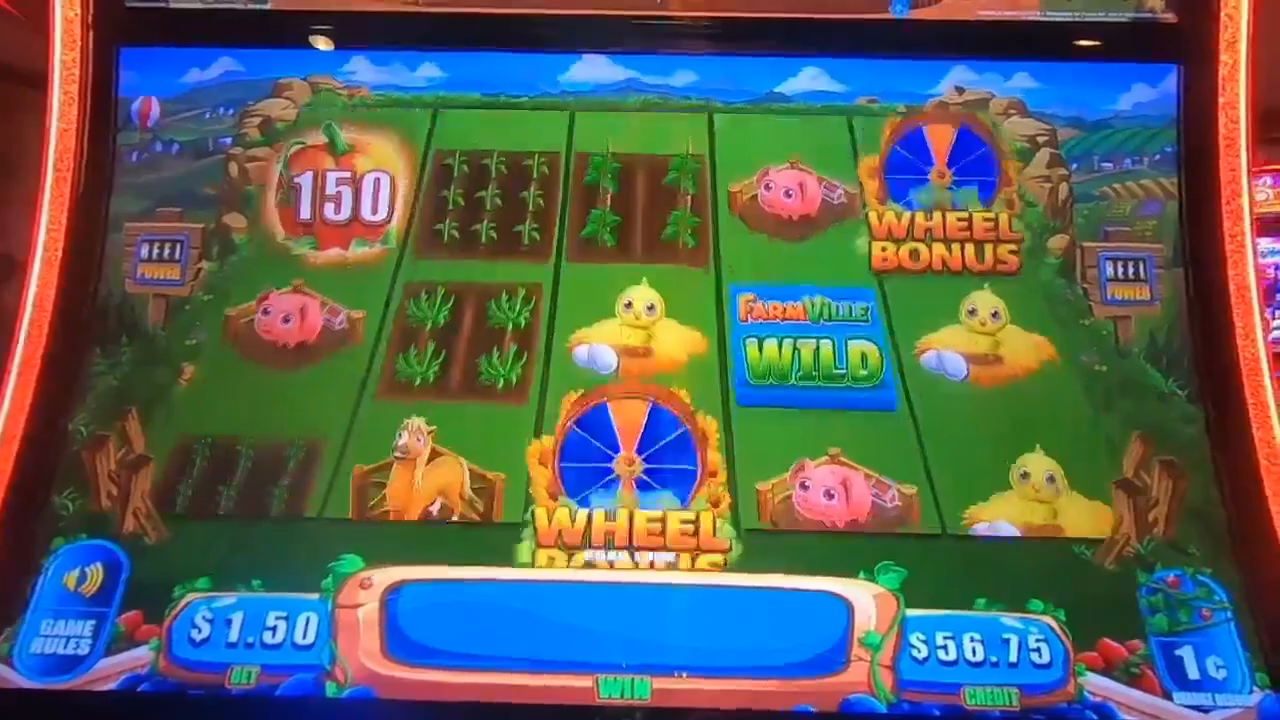 150
WHEEL
BONUS
REEL
POWER
REEL
POWER
FARMVILLE
WILD
WHEEL
BONUS
GAME
RULES
$1.50
BET
WIN
$56.75
CREDIT
1¢